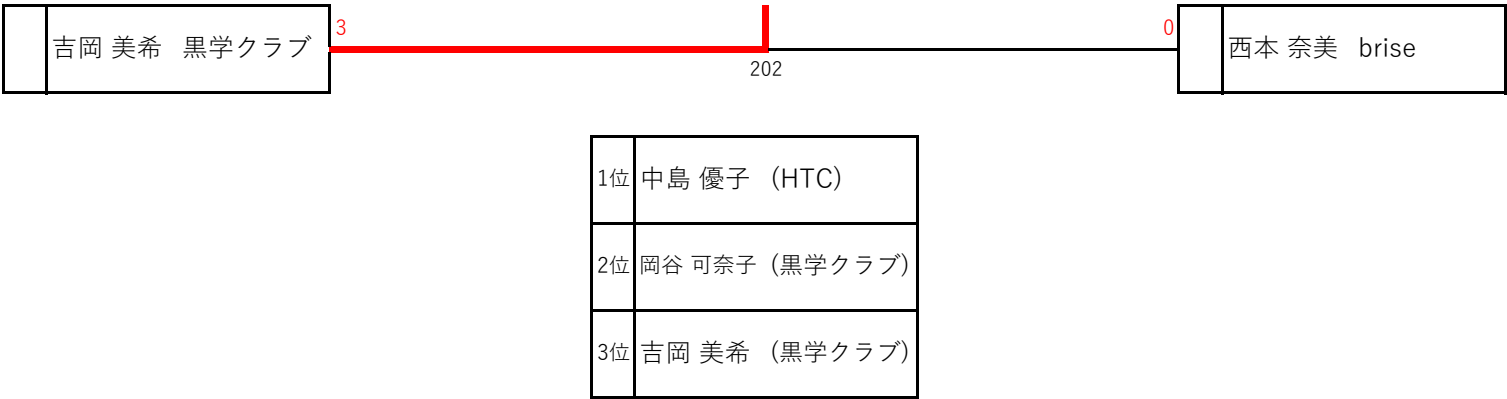 3 0
吉岡 美希 黒学クラブ 西本 奈美 brise
202
1位 中島 優子 (HTC)
2位 岡谷 可奈子 (黒学クラブ)
3位 吉岡 美希 (黒学クラブ)